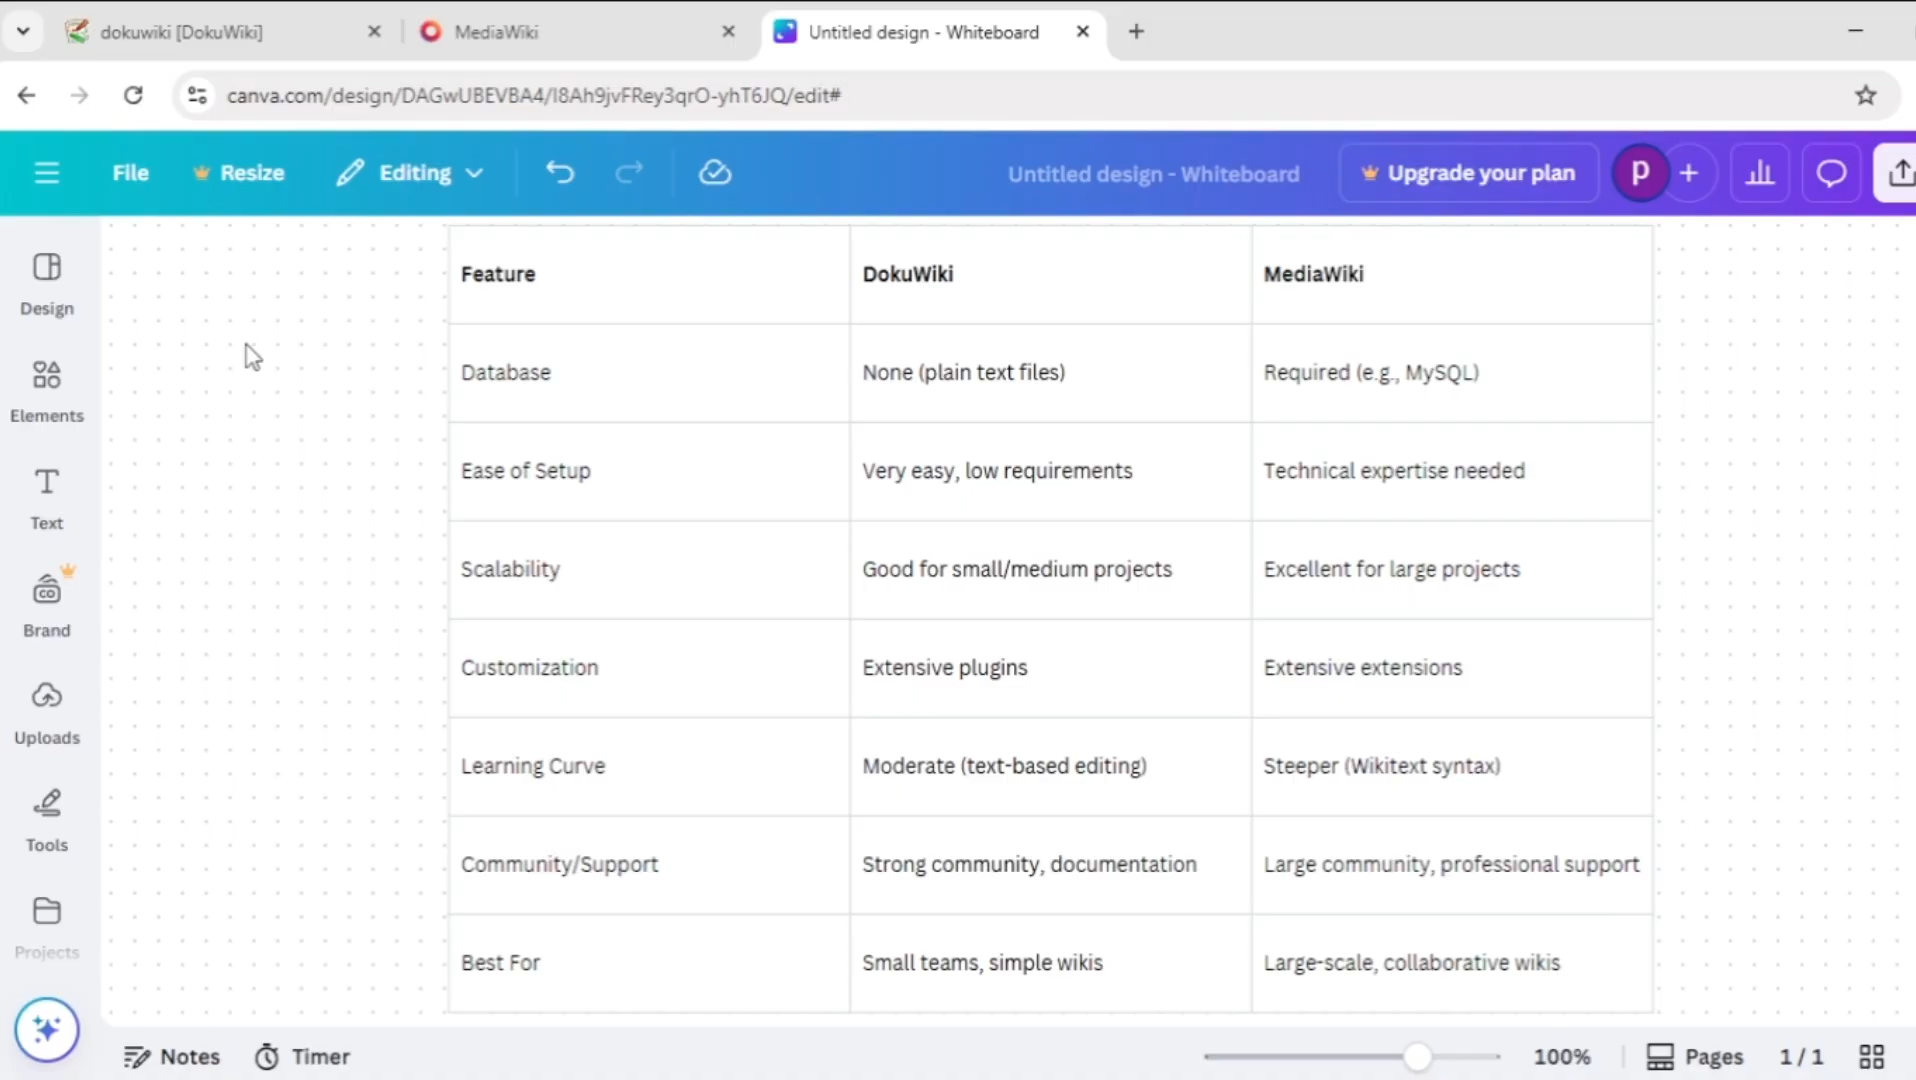 dokuwiki [DokuWiki]
MediaWiki
Untitled design - Whiteboard
canva.com/design/DAGwUBEVBA4/I8Ah9jvFRey3qrO-yhT6JQ/edit#
File
Resize
Editing
Untitled design - Whiteboard
Upgrade your plan
p
Design
Elements
Text
Brand
Uploads
Tools
Projects
Feature DokuWiki MediaWiki
Database None (plain text files) Required (e.g., MySQL)
Ease of Setup Very easy, low requirements Technical expertise needed
Scalability Good for small/medium projects Excellent for large projects
Customization Extensive plugins Extensive extensions
Learning Curve Moderate (text-based editing) Steeper (Wikitext syntax)
Community/Support Strong community, documentation Large community, professional support
Best For Small teams, simple wikis Large-scale, collaborative wikis
Notes
Timer
100%
Pages
1 / 1